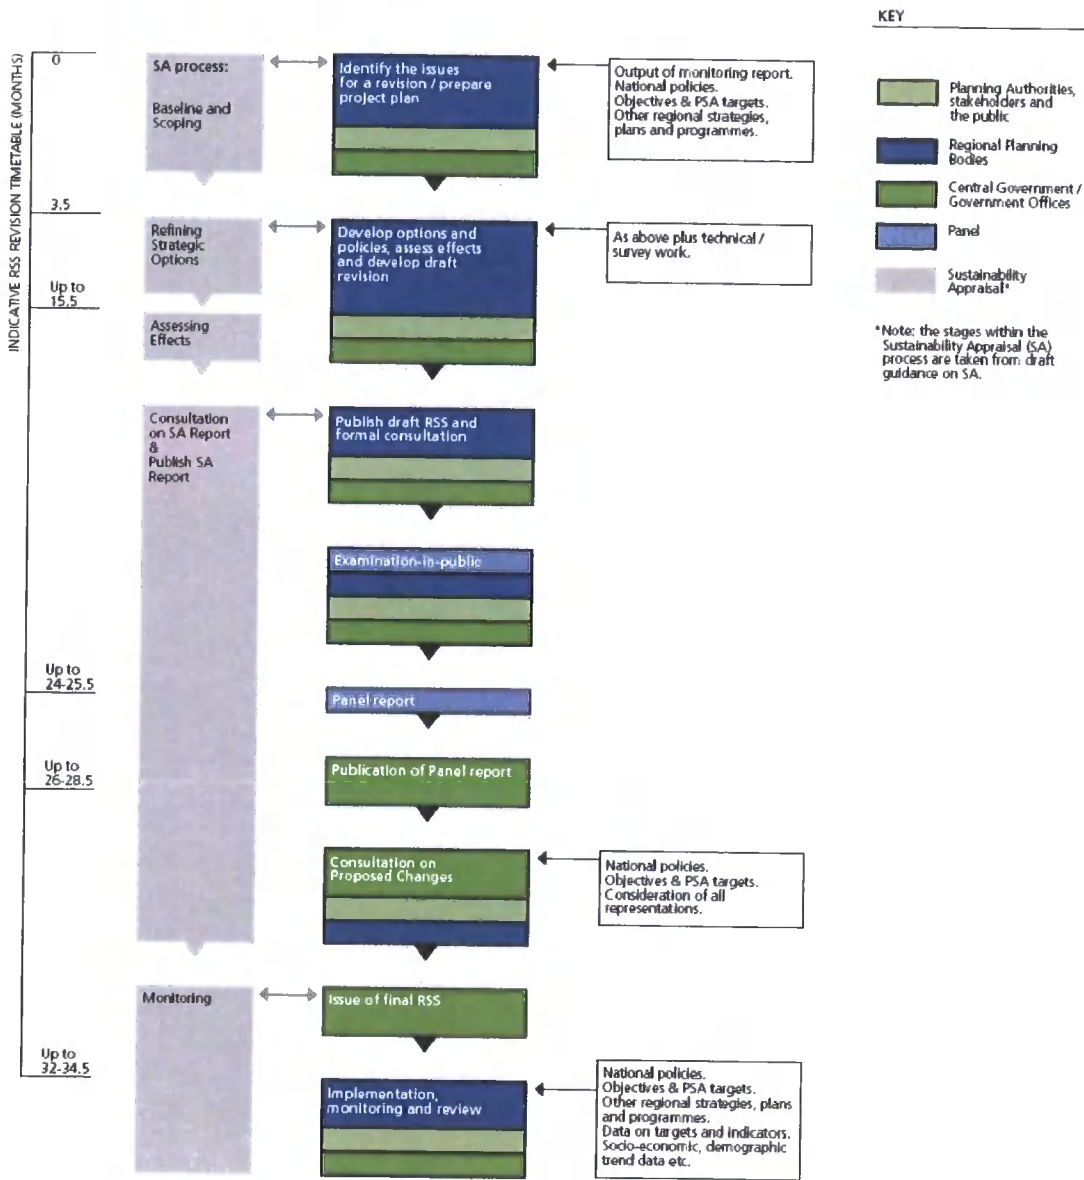 INDICATIVE RSS REVISION TIMETABLE (MONTHS)
0
3.5
Up to
15.5
Up to
24-25.5
Up to
26-28.5
Up to
32-34.5
SA process:
Baseline and
Scoping
Refining
Strategic
Options
Assessing
Effects
Consultation
on SA Report
&
Publish SA
Report
Monitoring
Identify the issues
for a revision / prepare
project plan
Develop options and
policies, assess effects
and develop draft
revision
Publish draft RSS and
formal consultation
Examination-in-public
Panel report
Publication of Panel report
Consultation on
Proposed Changes
Issue of final RSS
Implementation,
monitoring and review
Output of monitoring report.
National policies.
Objectives & PSA targets.
Other regional strategies,
plans and programmes.
As above plus technical /
survey work.
National policies.
Objectives & PSA targets.
Consideration of all
representations.
National policies.
Objectives & PSA targets.
Other regional strategies, plans
and programmes.
Data on targets and indicators.
Socio-economic, demographic
trend data etc.
KEY
Planning Authorities,
stakeholders and
the public
Regional Planning
Bodies
Central Government /
Government Offices
Panel
Sustainability
Appraisal*
*Note: the stages within the
Sustainability Appraisal (SA)
process are taken from draft
guidance on SA.